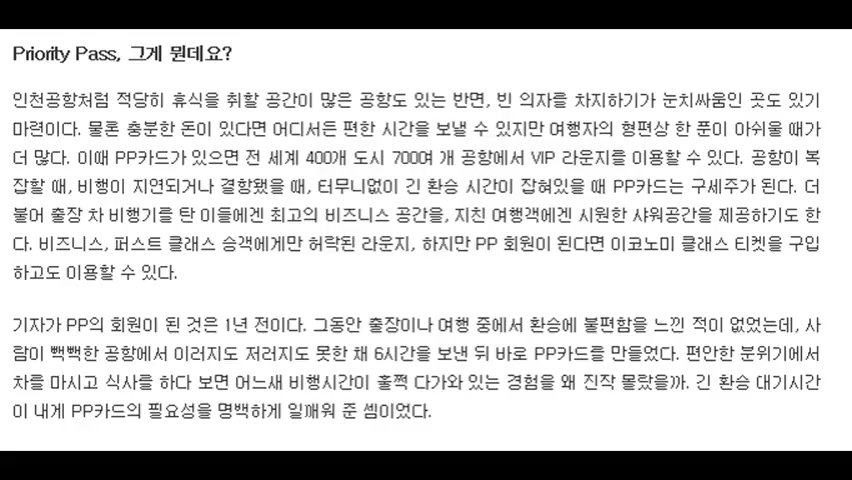 Priority Pass, 그게 뭔데요?
인천공항처럼 적당히 휴식을 취할 공간이 많은 공항도 있는 반면, 빈 의자를 차지하기가 눈치싸움인 곳도 있기
마련이다. 물론 충분한 돈이 있다면 어디서든 편한 시간을 보낼 수 있지만 여행자의 형편상 한 푼이 아쉬울 때가
더 많다. 이때 PP카드가 있으면 전 세계 400개 도시 700여 개 공항에서 VIP 라운지를 이용할 수 있다. 공항이 복
잡할 때, 비행이 지연되거나 결항됐을 때, 터무니없이 긴 환승 시간이 잡혀있을 때 PP카드는 구세주가 된다. 더
불어 출장 차 비행기를 탄 이들에겐 최고의 비즈니스 공간을, 지친 여행객에겐 시원한 샤워공간을 제공하기도 한
다. 비즈니스, 퍼스트 클래스 승객에게만 허락된 라운지, 하지만 PP 회원이 된다면 이코노미 클래스 티켓을 구입
하고도 이용할 수 있다.
기자가 PP의 회원이 된 것은 1년 전이다. 그동안 출장이나 여행 중에서 환승에 불편함을 느낀 적이 없었는데, 사
람이 빽빽한 공항에서 이러지도 저러지도 못한 채 6시간을 보낸 뒤 바로 PP카드를 만들었다. 편안한 분위기에서
차를 마시고 식사를 하다 보면 어느새 비행시간이 훌쩍 다가와 있는 경험을 왜 진작 몰랐을까. 긴 환승 대기시간
이 내게 PP카드의 필요성을 명백하게 일깨워 준 셈이었다.